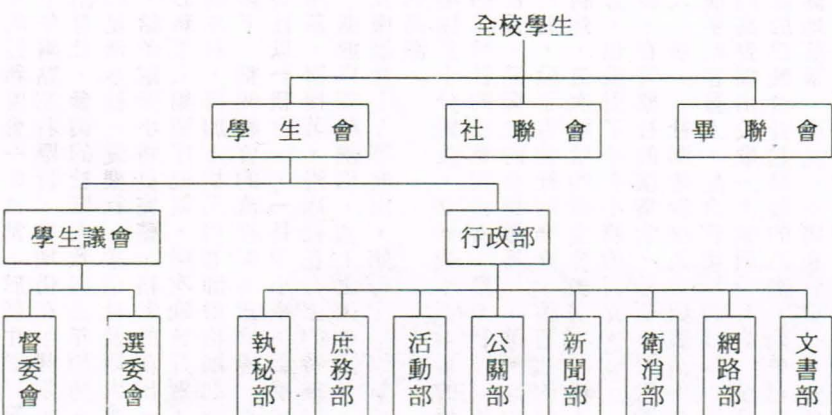 全校學生
學生會
社聯會
畢聯會
學生議會
行政部
督委會
選委會
執秘部
庶務部
活動部
公關部
新聞部
衛消部
網路部
文書部